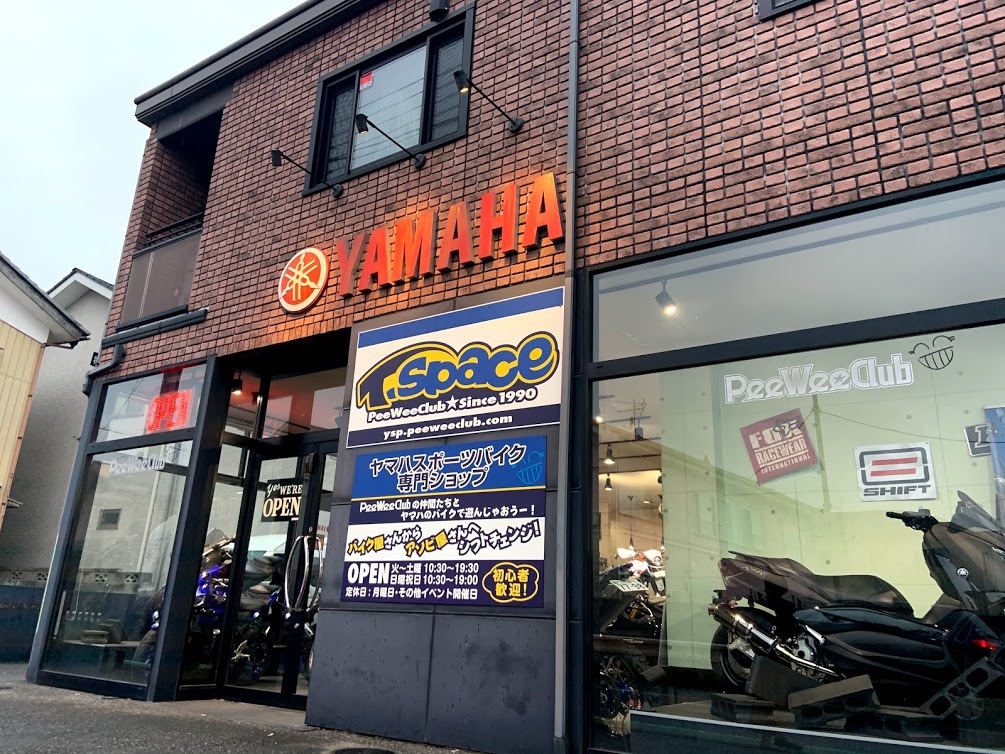 YAMAHA
T.space
PeeWeeClub★Since 1990
ysp.peeweeclub.com
ヤマハスポーツバイク
専門ショップ
PeeWeeClubの仲間たちと
ヤマハのバイクで遊んじゃおうー!
バイク屋さんから
アソビ屋さんへ
シフトチェンジ!
OPEN 火〜土曜 10:30〜19:30
日曜祝日 10:30〜19:00
定休日:月曜日・その他イベント開催日
初心者
歓迎!
OPEN
PeeWeeClub
Yes WE'RE
OPEN
PeeWeeClub
FOX
RACEWEAR
INTERNATIONAL
SHIFT